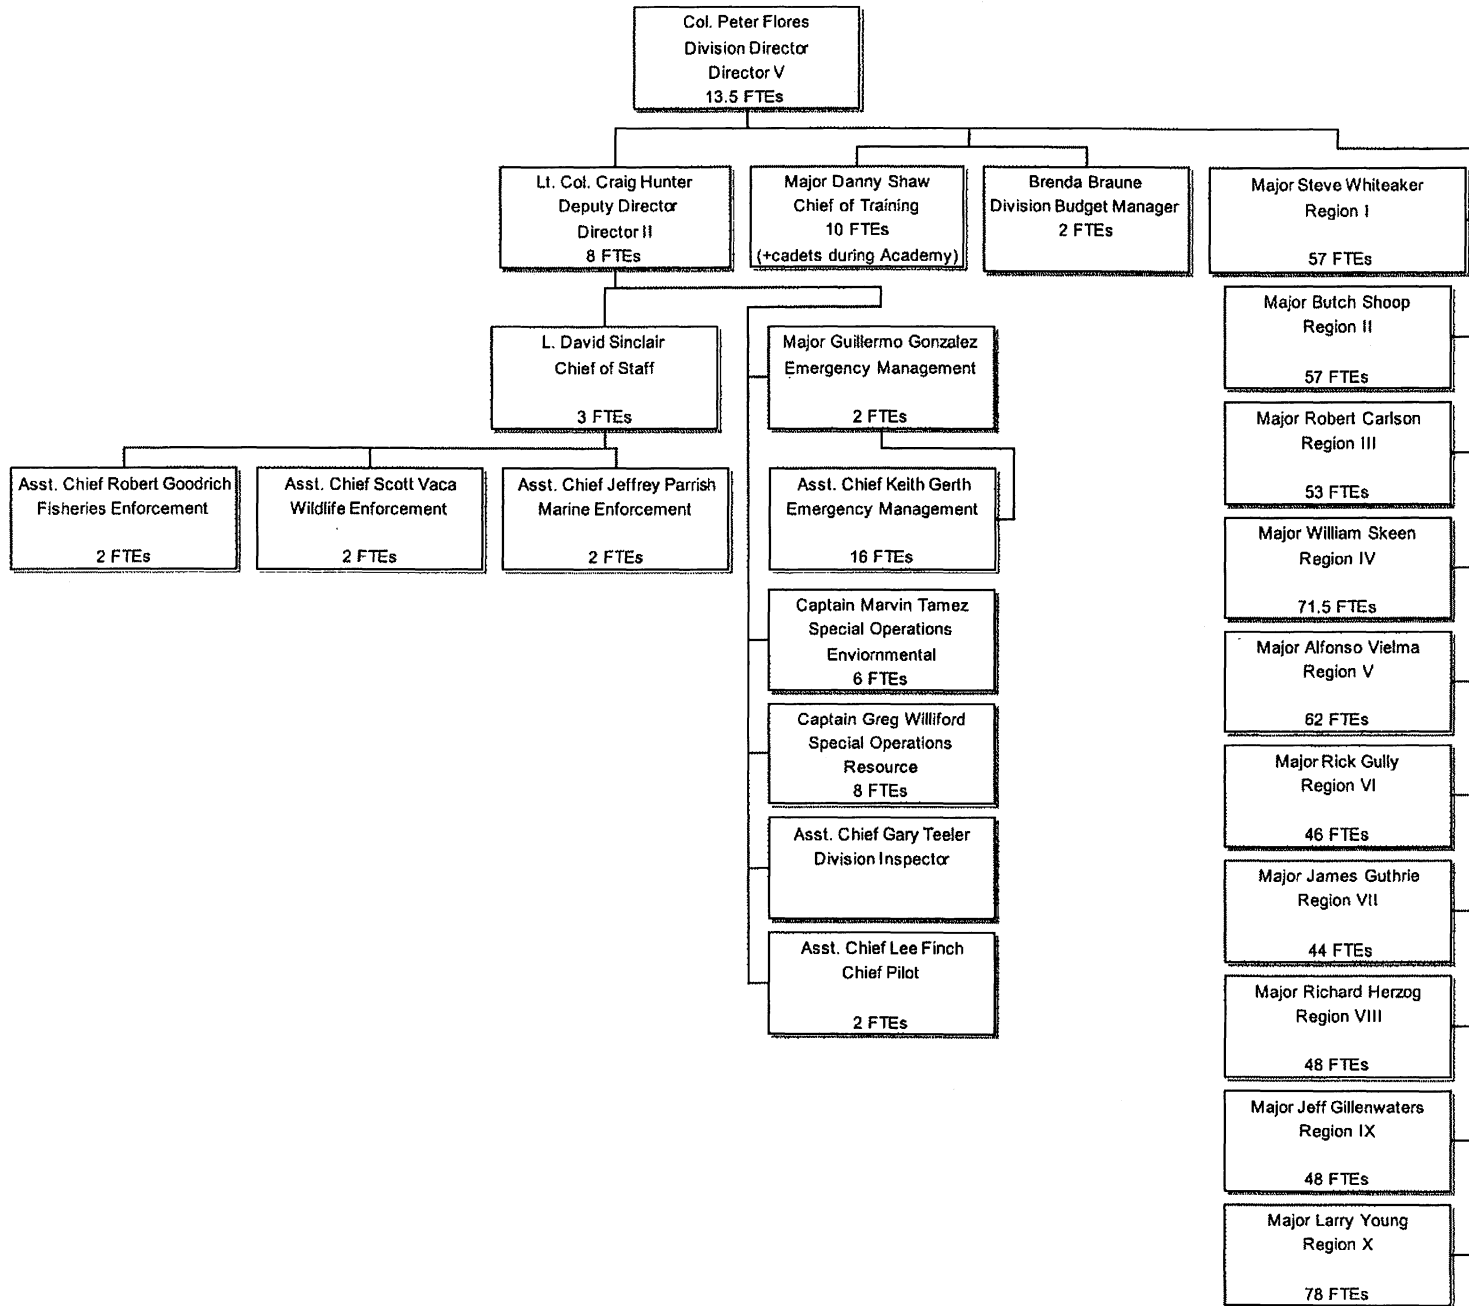 Col. Peter Flores
Division Director
Director V
13.5 FTEs
Lt. Col. Craig Hunter
Deputy Director
Director II
8 FTEs
Major Danny Shaw
Chief of Training
10 FTEs
(+cadets during Academy)
Brenda Braune
Division Budget Manager
2 FTEs
Major Steve Whiteaker
Region I
57 FTEs
L. David Sinclair
Chief of Staff
3 FTEs
Major Guillermo Gonzalez
Emergency Management
2 FTEs
Asst. Chief Robert Goodrich
Fisheries Enforcement
2 FTEs
Asst. Chief Scott Vaca
Wildlife Enforcement
2 FTEs
Asst. Chief Jeffrey Parrish
Marine Enforcement
2 FTEs
Asst. Chief Keith Gerth
Emergency Management
16 FTEs
Captain Marvin Tamez
Special Operations
Enviornmental
6 FTEs
Captain Greg Williford
Special Operations
Resource
8 FTEs
Asst. Chief Gary Teeler
Division Inspector
Asst. Chief Lee Finch
Chief Pilot
2 FTEs
Major Butch Shoop
Region II
57 FTEs
Major Robert Carlson
Region III
53 FTEs
Major William Skeen
Region IV
71.5 FTEs
Major Alfonso Vielma
Region V
62 FTEs
Major Rick Gully
Region VI
46 FTEs
Major James Guthrie
Region VII
44 FTEs
Major Richard Herzog
Region VIII
48 FTEs
Major Jeff Gillenwaters
Region IX
48 FTEs
Major Larry Young
Region X
78 FTEs